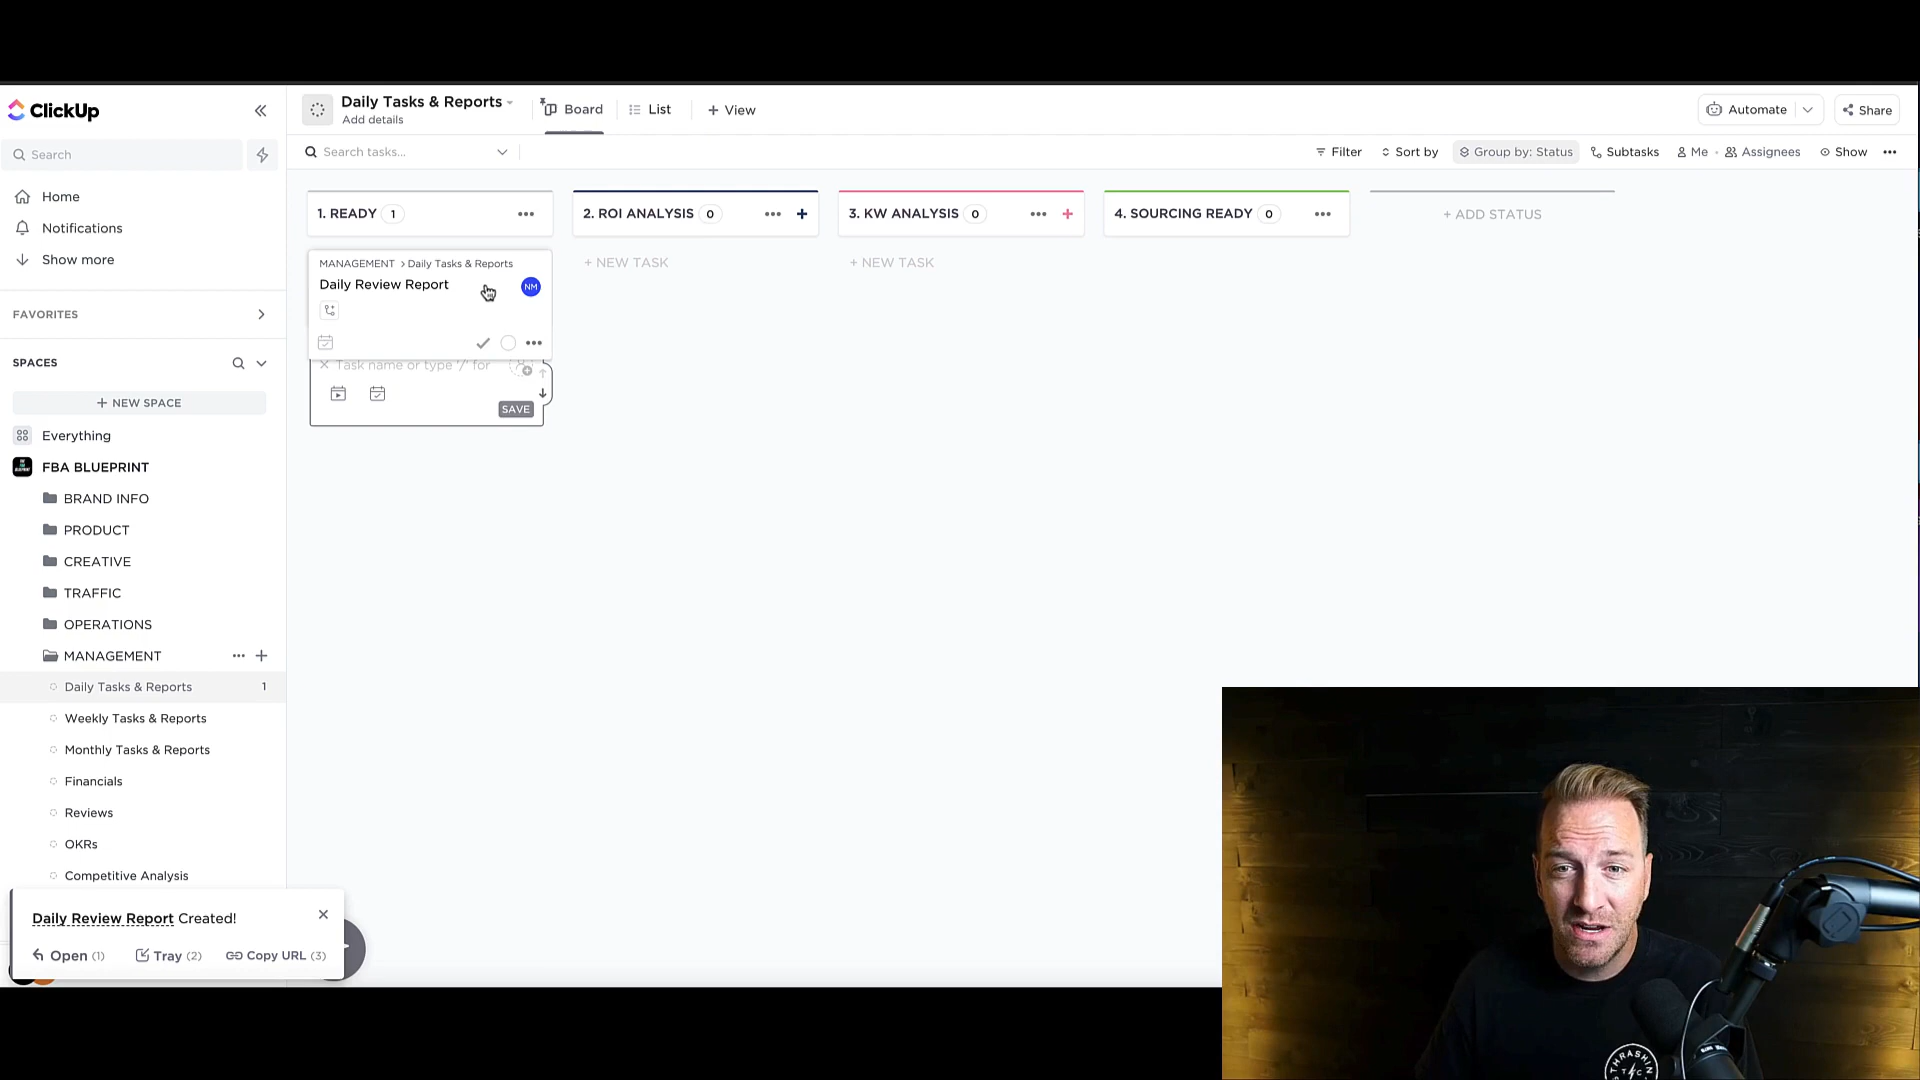 ClickUp
Daily Tasks & Reports
Add details
Board
List
+ View
Automate
Share
Search
Search tasks...
Filter
Sort by
Group by: Status
Subtasks
Me
Assignees
Show
Home
Notifications
Show more
FAVORITES
SPACES
+ NEW SPACE
Everything
FBA BLUEPRINT
BRAND INFO
PRODUCT
CREATIVE
TRAFFIC
OPERATIONS
MANAGEMENT
Daily Tasks & Reports 1
Weekly Tasks & Reports
Monthly Tasks & Reports
Financials
Reviews
OKRs
Competitive Analysis
Daily Review Report Created!
Open (1)
Tray (2)
Copy URL (3)
1. READY 1
2. ROI ANALYSIS 0
3. KW ANALYSIS 0
4. SOURCING READY 0
+ ADD STATUS
MANAGEMENT > Daily Tasks & Reports
Daily Review Report
NM
Task name or type '/' for
SAVE
+ NEW TASK
+ NEW TASK
THRASHIN
TC